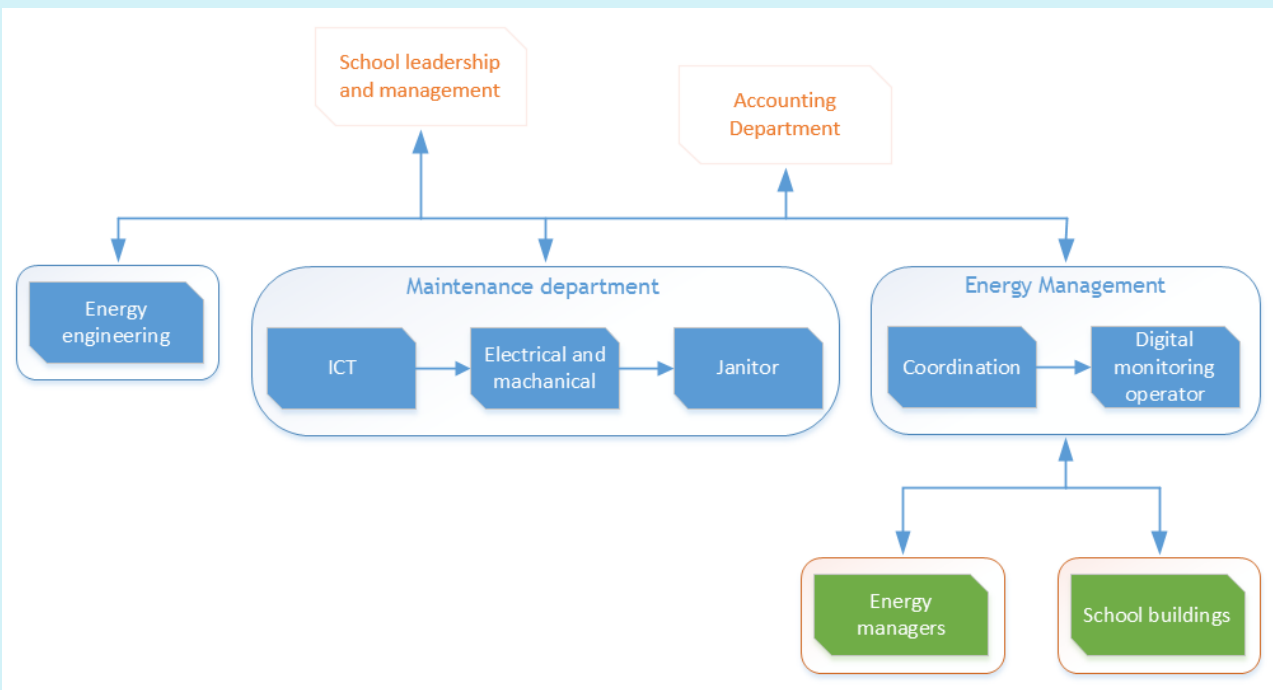 School leadership
and management
Accounting
Department
Energy
engineering
Maintenance department
ICT
Electrical and
machanical
Janitor
Energy Management
Coordination
Digital
monitoring
operator
Energy
managers
School buildings